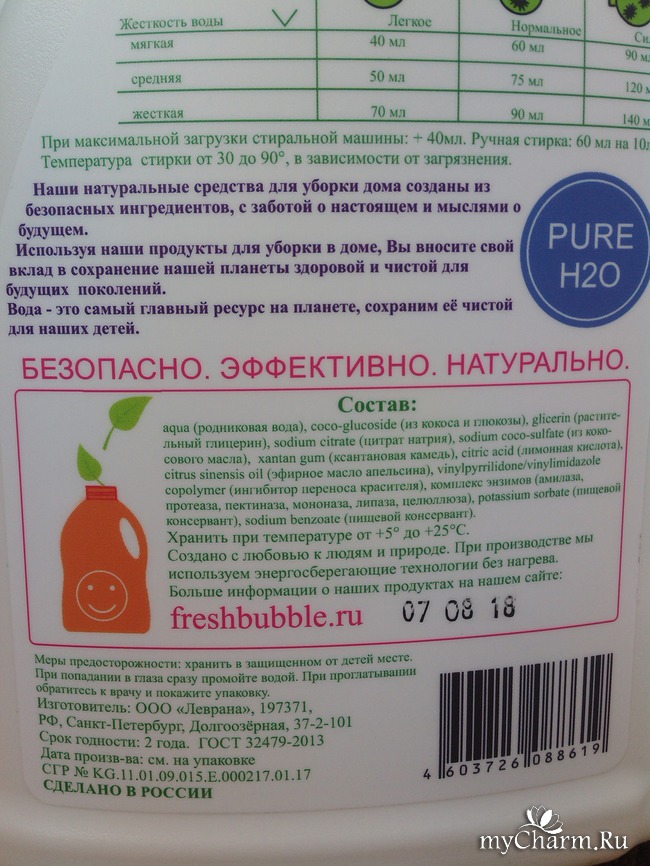 Жесткость воды Легкое Нормальное
мягкая 40 мл 60 мл 90
средняя 50 мл 75 мл 120
жесткая 70 мл 90 мл 140
При максимальной загрузки стиральной машины: + 40мл. Ручная стирка: 60 мл на 10
Температура стирки от 30 до 90°, в зависимости от загрязнения.
Наши натуральные средства для уборки дома созданы из
безопасных ингредиентов, с заботой о настоящем и мыслями о
будущем.
Используя наши продукты для уборки в доме, Вы вносите свой
вклад в сохранение нашей планеты здоровой и чистой для
будущих поколений.
Вода - это самый главный ресурс на планете, сохраним её чистой
для наших детей.
PURE
H2O
БЕЗОПАСНО. ЭФФЕКТИВНО. НАТУРАЛЬНО.
Состав:
aqua (родниковая вода), coco-glucoside (из кокоса и глюкозы), glicerin (растите-
льный глицерин), sodium citrate (цитрат натрия), sodium coco-sulfate (из коко-
сового масла), xantan gum (ксантановая камедь), citric acid (лимонная кислота),
citrus sinensis oil (эфирное масло апельсина), vinylpyrrilidone/vinylimidazole
copolymer (ингибитор переноса красителя), комплекс энзимов (амилаза,
протеаза, пектиназа, мононаза, липаза, целюллюза), potassium sorbate (пищевой
консервант), sodium benzoate (пищевой консервант).
Хранить при температуре от +5° до +25°С.
Создано с любовью к людям и природе. При производстве мы
используем энергосберегающие технологии без нагрева.
Больше информации о наших продуктах на нашем сайте:
freshbubble.ru 07 08 18
Меры предосторожности: хранить в защищенном от детей месте.
При попадании в глаза сразу промойте водой. При проглатывании
обратитесь к врачу и покажите упаковку.
Изготовитель: ООО «Леврана», 197371,
РФ, Санкт-Петербург, Долгоозёрная, 37-2-101
Срок годности: 2 года. ГОСТ 32479-2013
Дата произв-ва: см. на упаковке
СГР № KG.11.01.09.015.E.000217.01.17
СДЕЛАНО В РОССИИ
4 603726 088619
myCharm.Ru